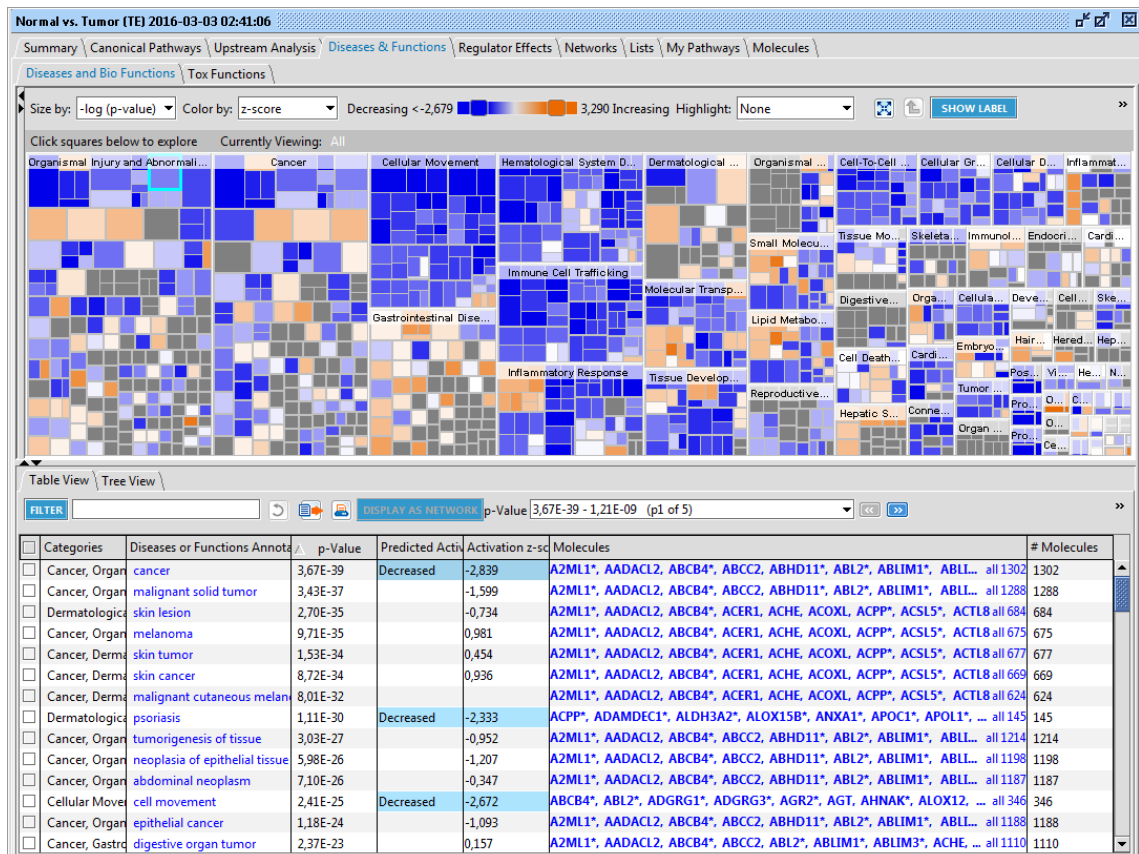 Normal vs. Tumor (TE) 2016-03-03 02:41:06
Summary Canonical Pathways Upstream Analysis Diseases & Functions Regulator Effects Networks Lists My Pathways Molecules
Diseases and Bio Functions Tox Functions
Size by: -log (p-value) Color by: z-score Decreasing <-2,679 3,290 Increasing Highlight: None SHOW LABEL »
Click squares below to explore Currently Viewing: All
Organismal Injury and Abnormali... Cancer Cellular Movement Hematological System D... Dermatological ... Organismal ... Cell-To-Cell ... Cellular Gr... Cellular D... Inflammat...
Small Molecu... Tissue Mo... Skeleta... Immunol... Endocri... Cardi...
Immune Cell Trafficking Molecular Transp... Digestive... Orga... Cellula... Deve... Cell... Ske...
Gastrointestinal Dise... Lipid Metabo... Embryo... Hair... Hered... Hep...
Inflammatory Response Tissue Develop... Cell Death... Cardi... Pos... Vi... He... N...
Reproductive... Tumor ... Pro... O... C...
Hepatic S... Conne... Organ ... O...
Pro... Ce...
Table View Tree View
FILTER DISPLAY AS NETWORK p-Value 3,67E-39 - 1,21E-09 (p1 of 5) << >> »
Categories Diseases or Functions Annota p-Value Predicted Activ Activation z-sc Molecules # Molecules
Cancer, Organ cancer 3,67E-39 Decreased -2,839 A2ML1*, AADACL2, ABCB4*, ABCC2, ABHD11*, ABL2*, ABLIM1*, ABLI... all 1302 1302
Cancer, Organ malignant solid tumor 3,43E-37 -1,599 A2ML1*, AADACL2, ABCB4*, ABCC2, ABHD11*, ABL2*, ABLIM1*, ABLI... all 1288 1288
Dermatologica skin lesion 2,70E-35 -0,734 A2ML1*, AADACL2, ABCB4*, ACER1, ACHE, ACOXL, ACPP*, ACSL5*, ACTL8 all 684 684
Cancer, Organ melanoma 9,71E-35 0,981 A2ML1*, AADACL2, ABCB4*, ACER1, ACHE, ACOXL, ACPP*, ACSL5*, ACTL8 all 675 675
Cancer, Derma skin tumor 1,53E-34 0,454 A2ML1*, AADACL2, ABCB4*, ACER1, ACHE, ACOXL, ACPP*, ACSL5*, ACTL8 all 677 677
Cancer, Derma skin cancer 8,72E-34 0,936 A2ML1*, AADACL2, ABCB4*, ACER1, ACHE, ACOXL, ACPP*, ACSL5*, ACTL8 all 669 669
Cancer, Derma malignant cutaneous melan 8,01E-32 A2ML1*, AADACL2, ABCB4*, ACER1, ACHE, ACOXL, ACPP*, ACSL5*, ACTL8 all 624 624
Dermatologica psoriasis 1,11E-30 Decreased -2,333 ACPP*, ADAMDEC1*, ALDH3A2*, ALOX15B*, ANXA1*, APOC1*, APOL1*, ... all 145 145
Cancer, Organ tumorigenesis of tissue 3,03E-27 -0,952 A2ML1*, AADACL2, ABCB4*, ABCC2, ABHD11*, ABL2*, ABLIM1*, ABLI... all 1214 1214
Cancer, Organ neoplasia of epithelial tissue 5,98E-26 -1,207 A2ML1*, AADACL2, ABCB4*, ABCC2, ABHD11*, ABL2*, ABLIM1*, ABLI... all 1198 1198
Cancer, Organ abdominal neoplasm 7,10E-26 -0,347 A2ML1*, AADACL2, ABCB4*, ABCC2, ABHD11*, ABL2*, ABLIM1*, ABLI... all 1187 1187
Cellular Mover cell movement 2,41E-25 Decreased -2,672 ABCB4*, ABL2*, ADGRG1*, ADGRG3*, AGR2*, AGT, AHNAK*, ALOX12, ... all 346 346
Cancer, Organ epithelial cancer 1,18E-24 -1,093 A2ML1*, AADACL2, ABCB4*, ABCC2, ABHD11*, ABL2*, ABLIM1*, ABLI... all 1188 1188
Cancer, Gastro digestive organ tumor 2,37E-23 0,157 A2ML1*, AADACL2, ABCB4*, ABCC2, ABL2*, ABLIM1*, ABLIM3*, ACHE, ... all 1110 1110